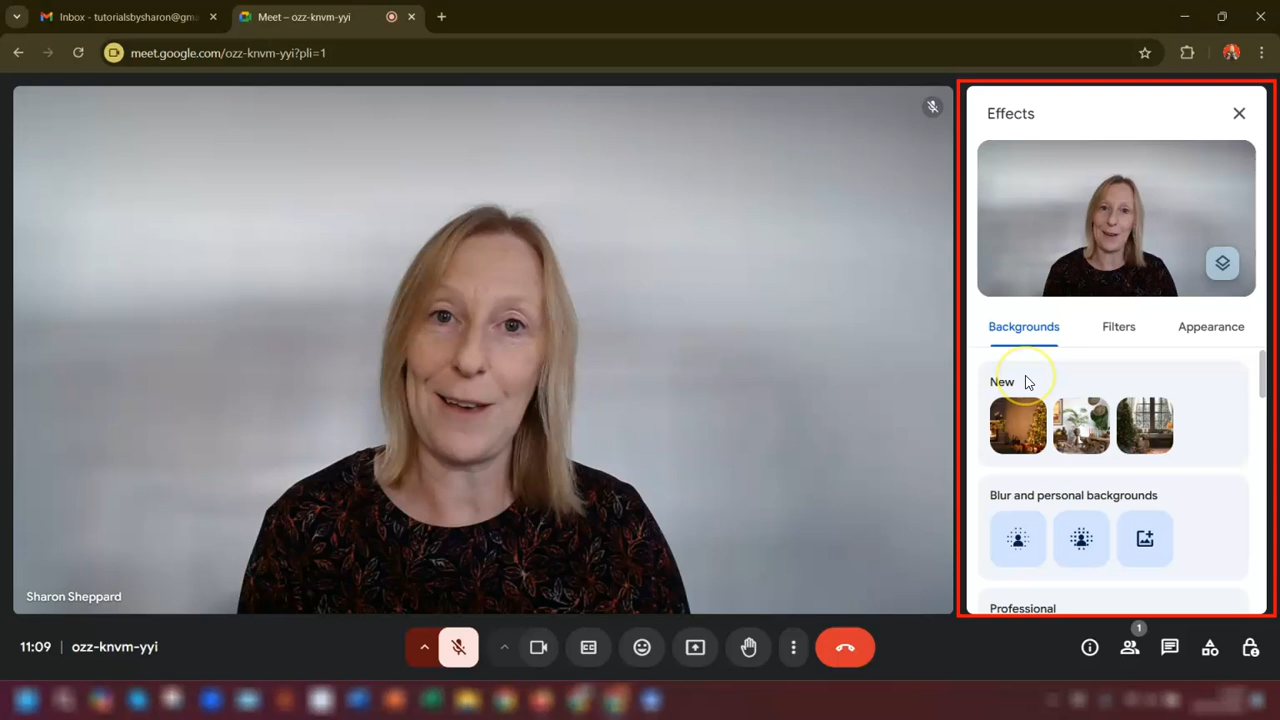 Inbox - tutorialsbysharon@gma
Meet – ozz-knvm-yyi
meet.google.com/ozz-knvm-yyi?pli=1
Effects
Backgrounds
Filters
Appearance
New
Blur and personal backgrounds
Professional
Sharon Sheppard
11:09
ozz-knvm-yyi
1